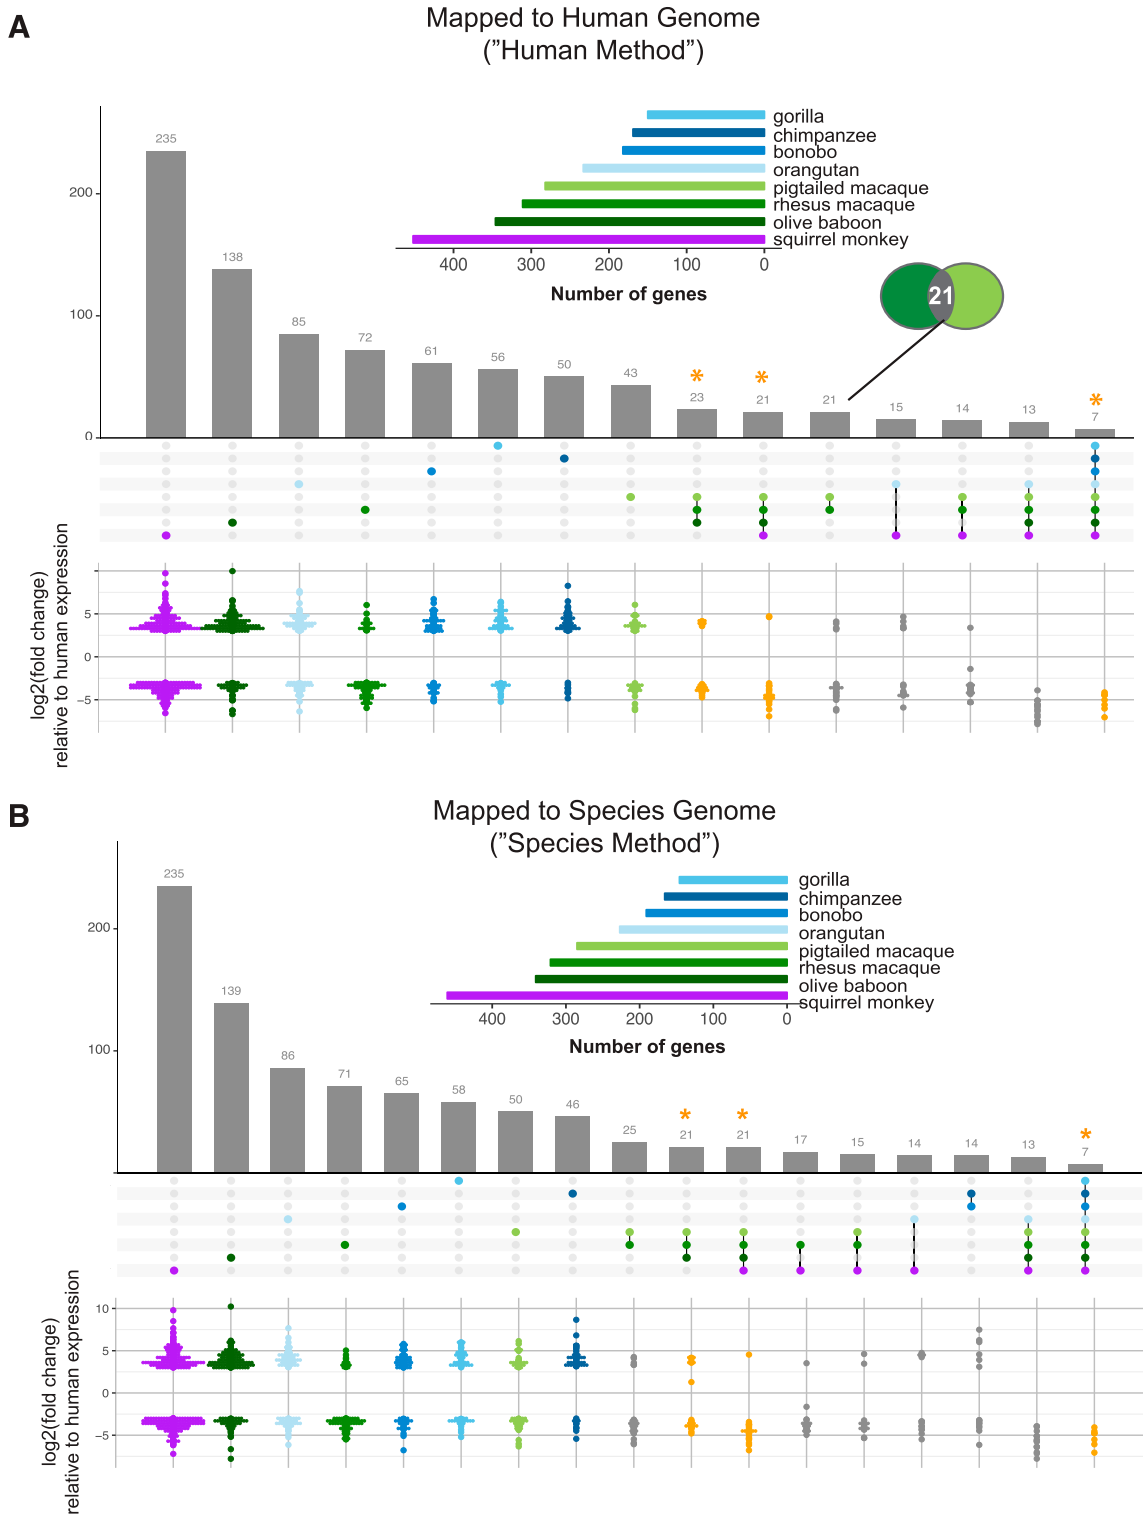 A
Mapped to Human Genome
(”Human Method”)
gorilla
chimpanzee
bonobo
orangutan
pigtailed macaque
rhesus macaque
olive baboon
squirrel monkey
400 300 200 100 0
Number of genes
21
200
100
0
235
138
85
72
61
56
50
43
*
23
*
21
21
15
14
13
*
7
log2(fold change)
relative to human expression
5
0
−5
B
Mapped to Species Genome
(”Species Method”)
gorilla
chimpanzee
bonobo
orangutan
pigtailed macaque
rhesus macaque
olive baboon
squirrel monkey
400 300 200 100 0
Number of genes
200
100
235
139
86
71
65
58
50
46
25
*
21
*
21
17
15
14
14
13
*
7
log2(fold change)
relative to human expression
10
5
0
−5